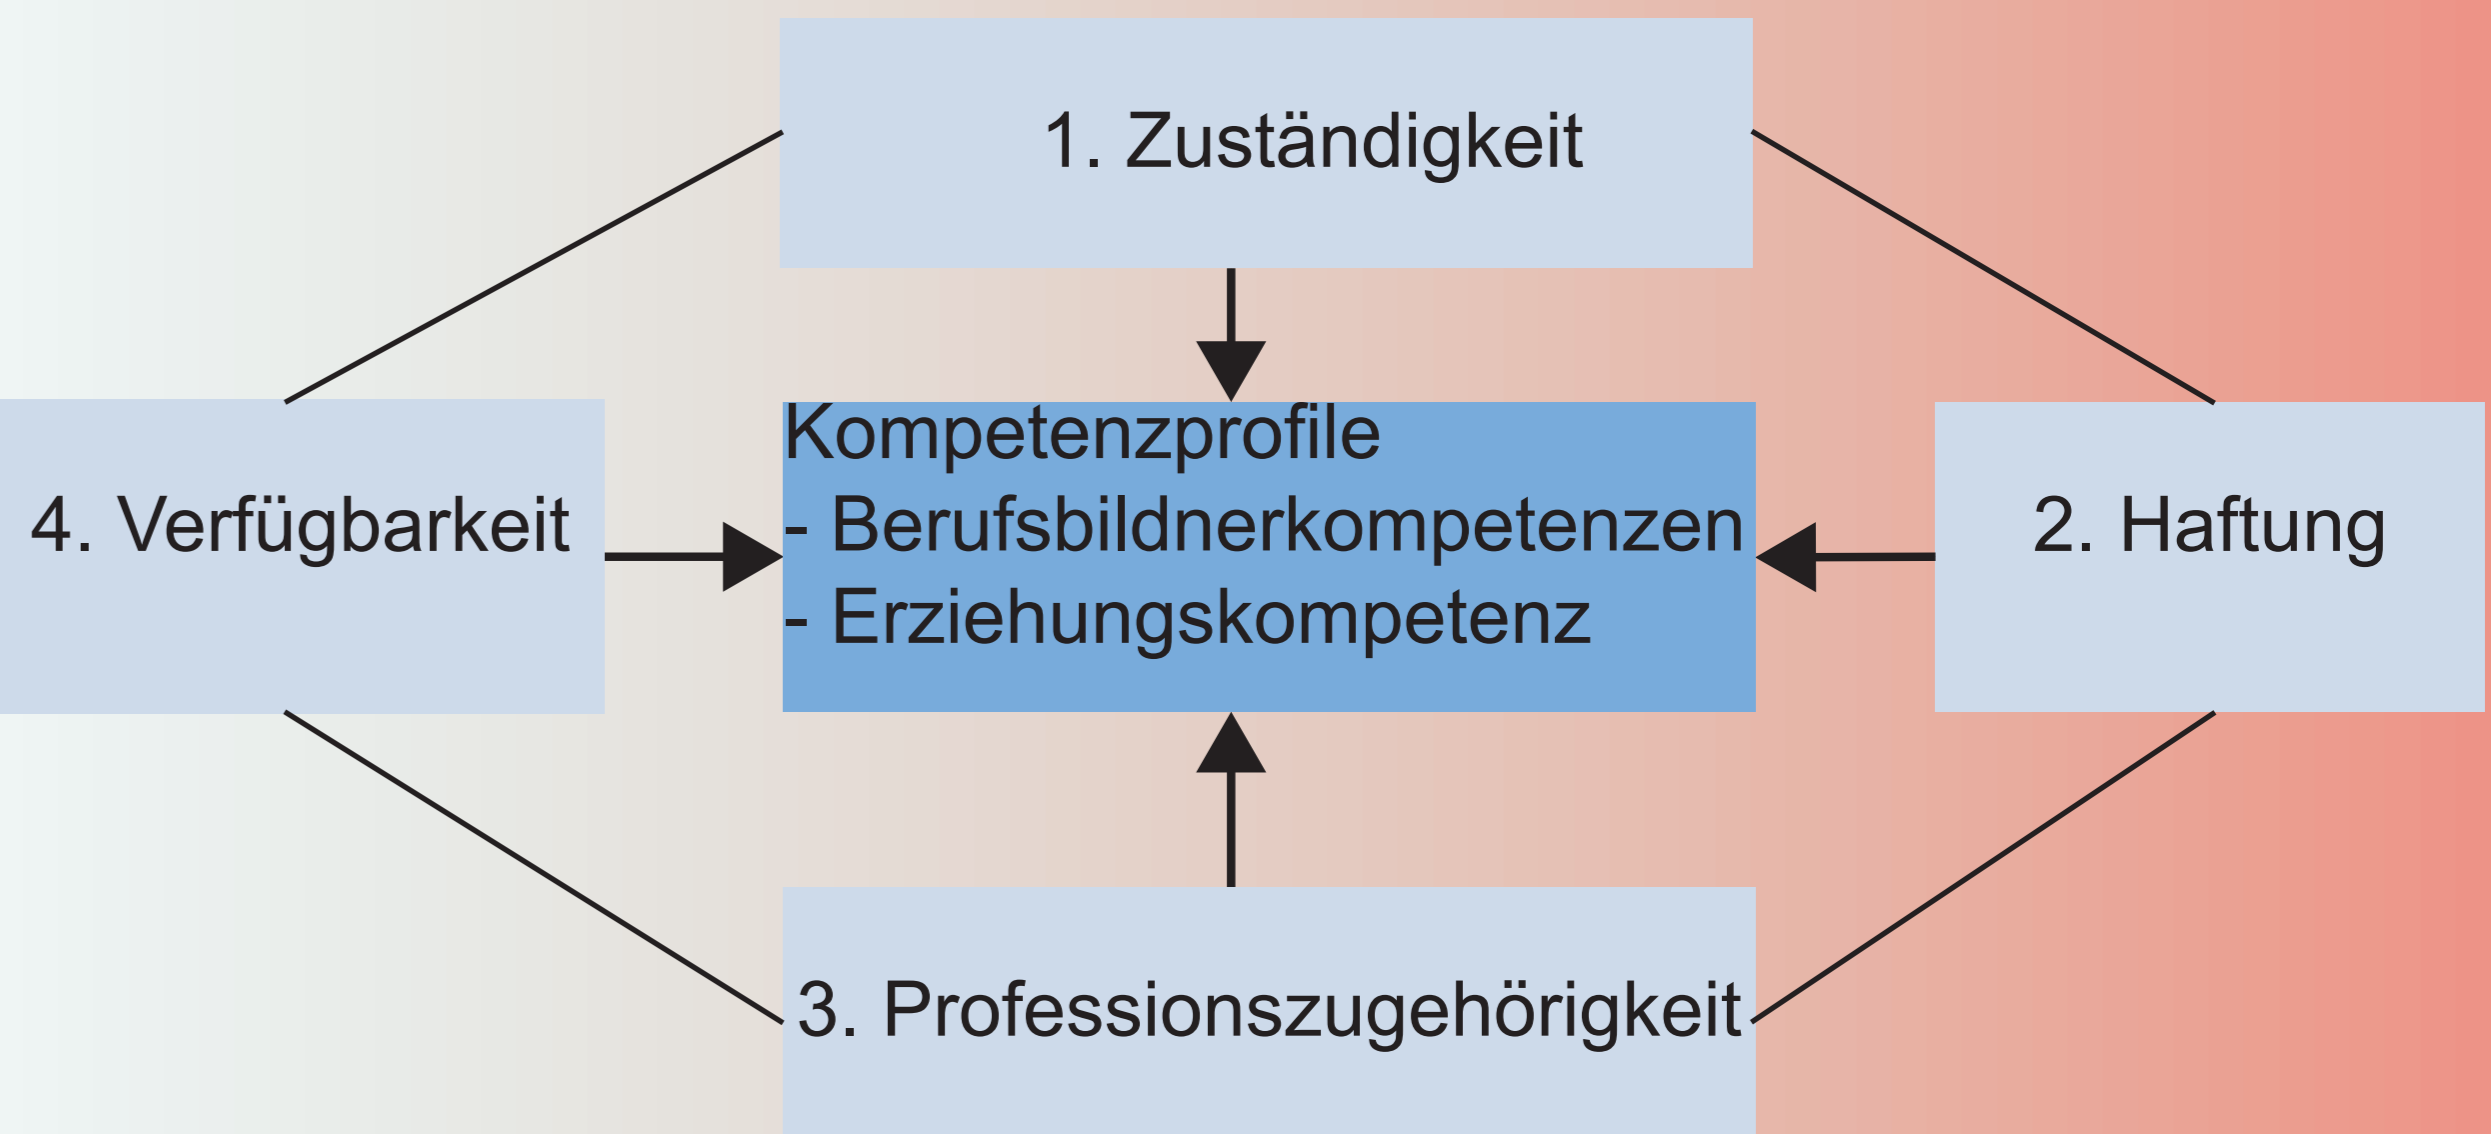 1. Zuständigkeit
Kompetenzprofile
- Berufsbildnerkompetenzen
- Erziehungskompetenz
4. Verfügbarkeit
2. Haftung
3. Professionszugehörigkeit